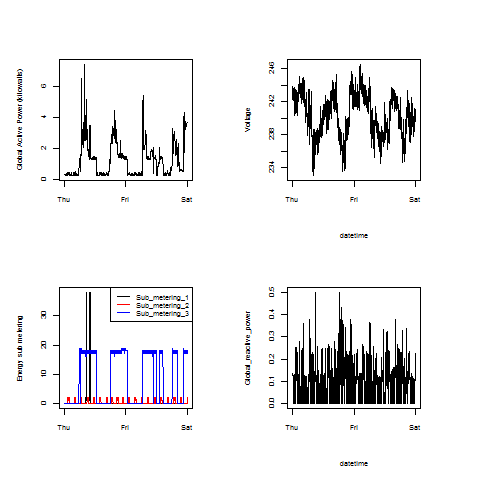 Global Active Power (kilowatts)
0 2 4 6
Thu Fri Sat
Voltage
234 238 242 246
Thu Fri Sat
datetime
Energy sub metering
0 10 20 30
Sub_metering_1
Sub_metering_2
Sub_metering_3
Thu Fri Sat
Global_reactive_power
0.0 0.1 0.2 0.3 0.4 0.5
Thu Fri Sat
datetime